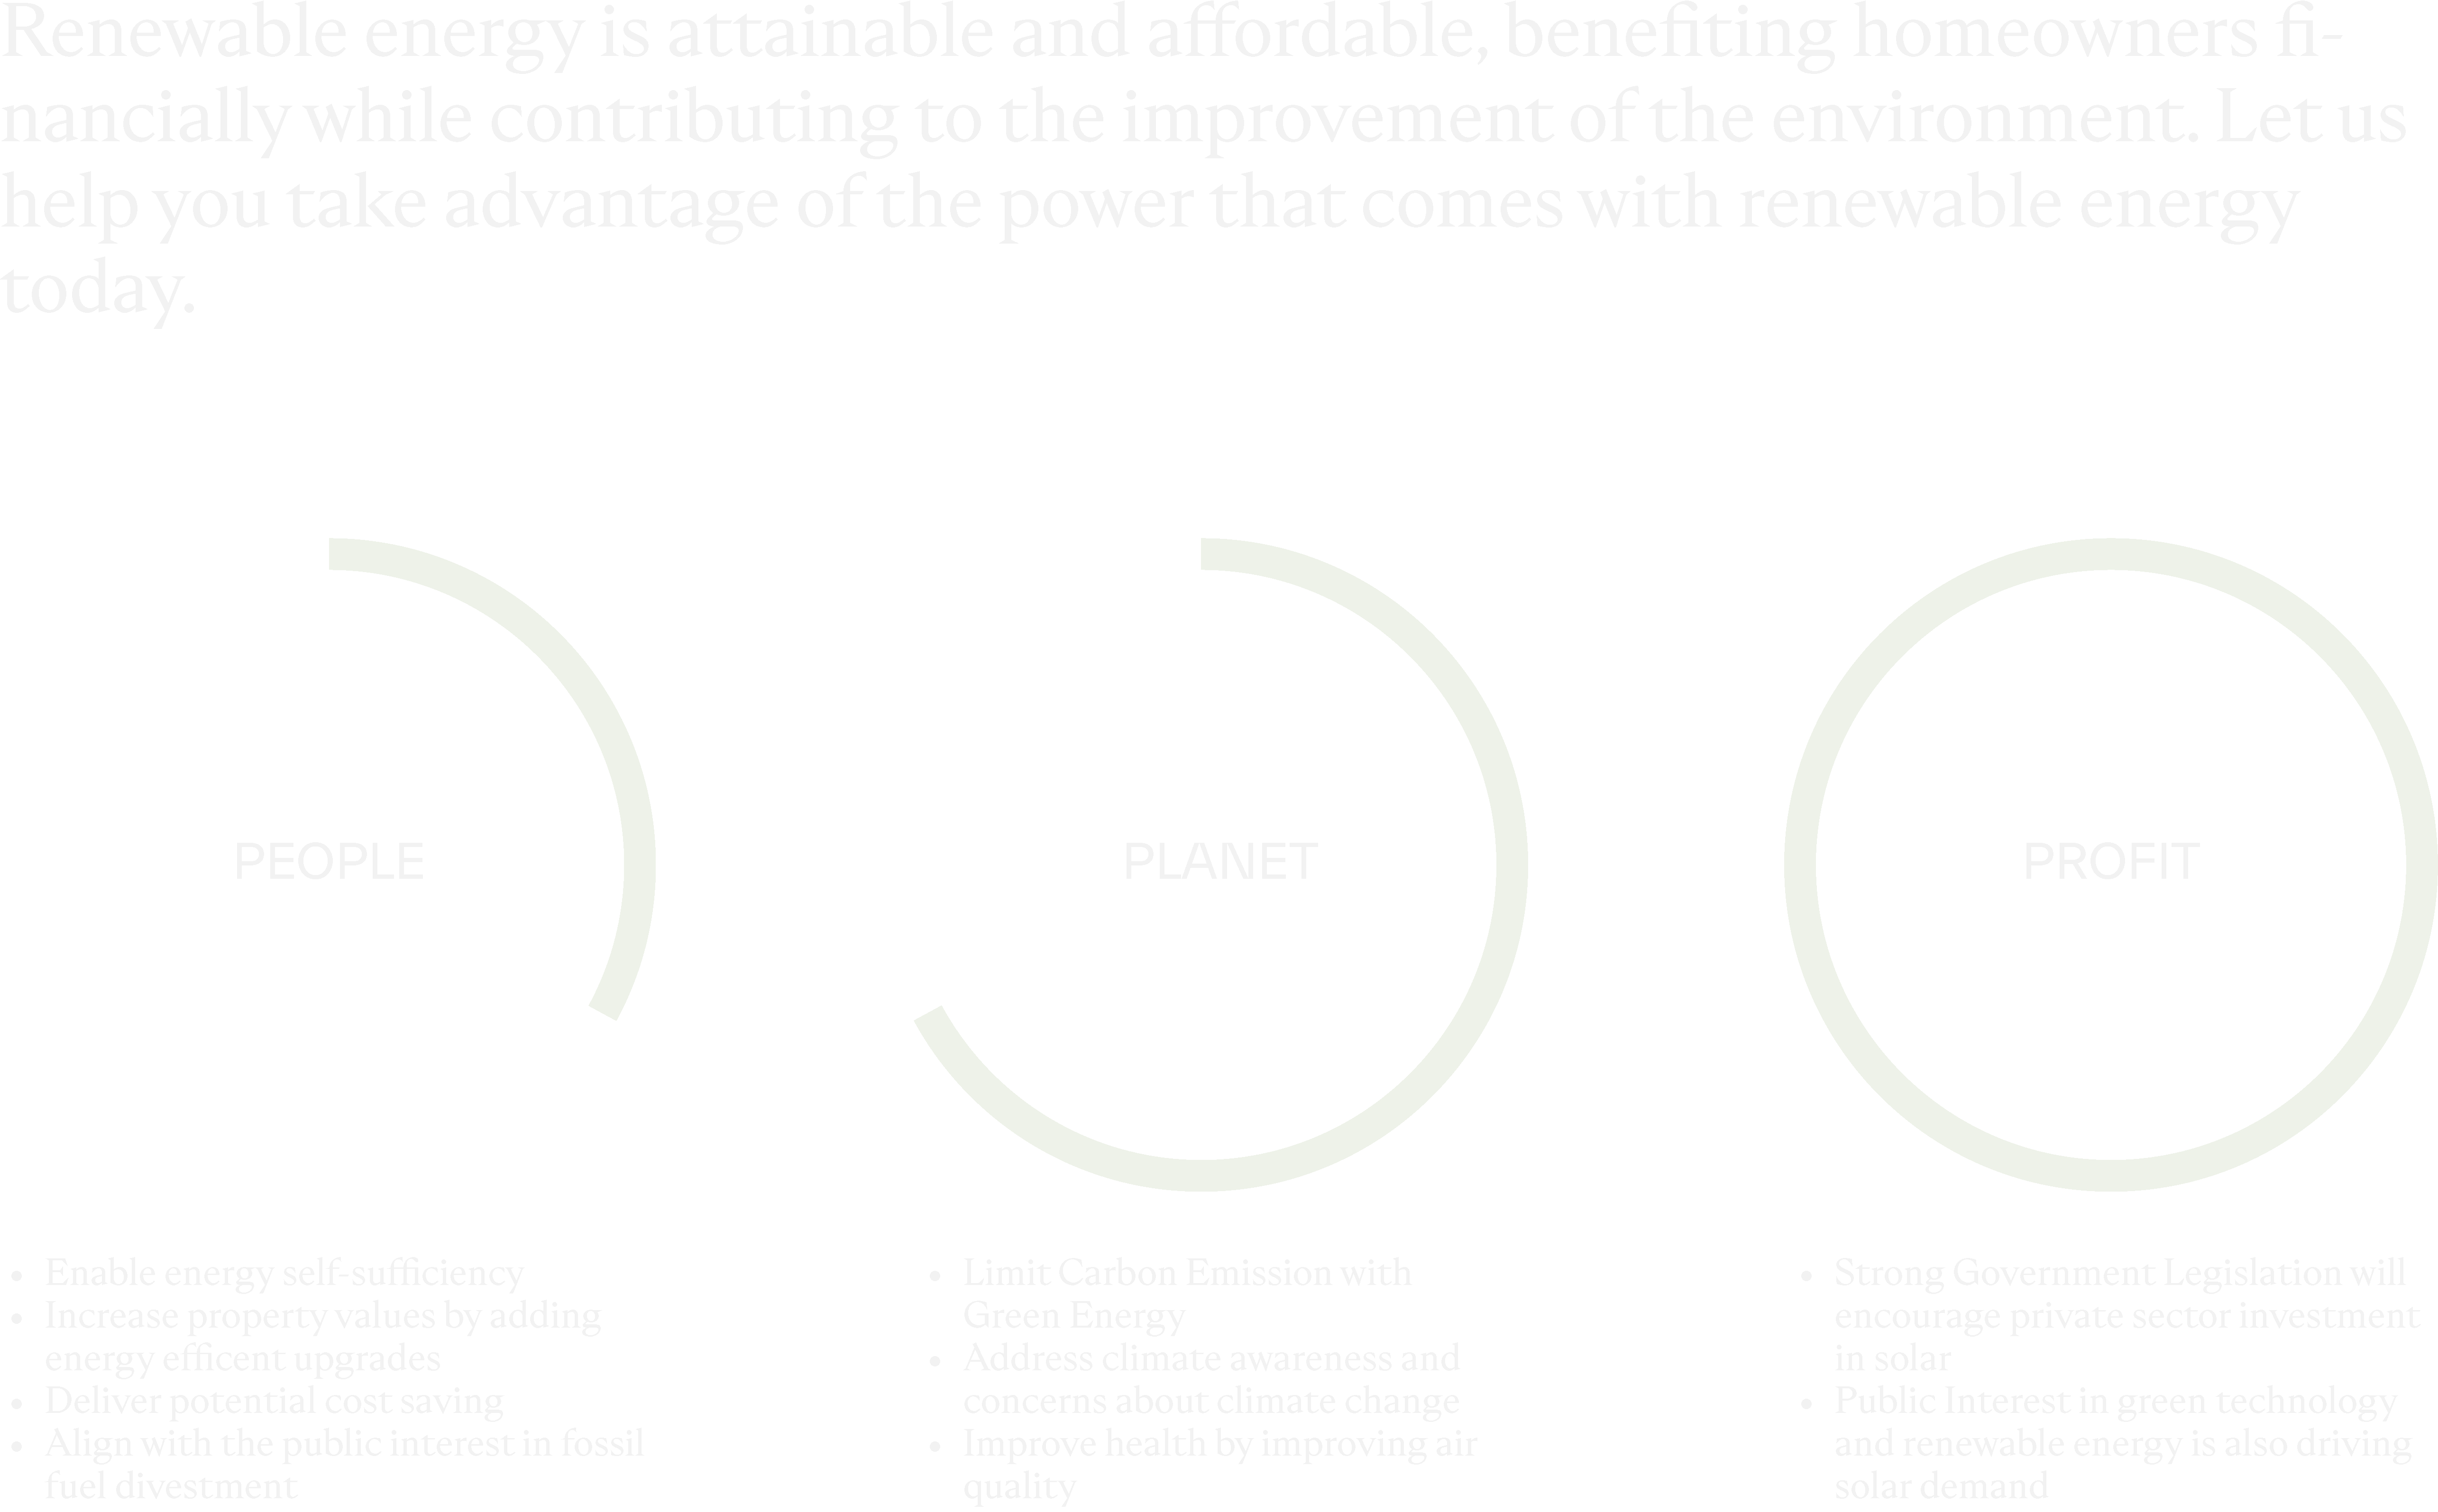 Renewable energy is attainable and affordable, benefiting homeowners fi-
nancially while contributing to the improvement of the environment. Let us
help you take advantage of the power that comes with renewable energy
today.
PEOPLE
PLANET
PROFIT
• Enable energy self-sufficiency
• Increase property values by adding
energy efficent upgrades
• Deliver potential cost saving
• Align with the public interest in fossil
fuel divestment
• Limit Carbon Emission with
Green Energy
• Address climate awareness and
concerns about climate change
• Improve health by improving air
quality
• Strong Government Legislation will
encourage private sector investment
in solar
• Public Interest in green technology
and renewable energy is also driving
solar demand